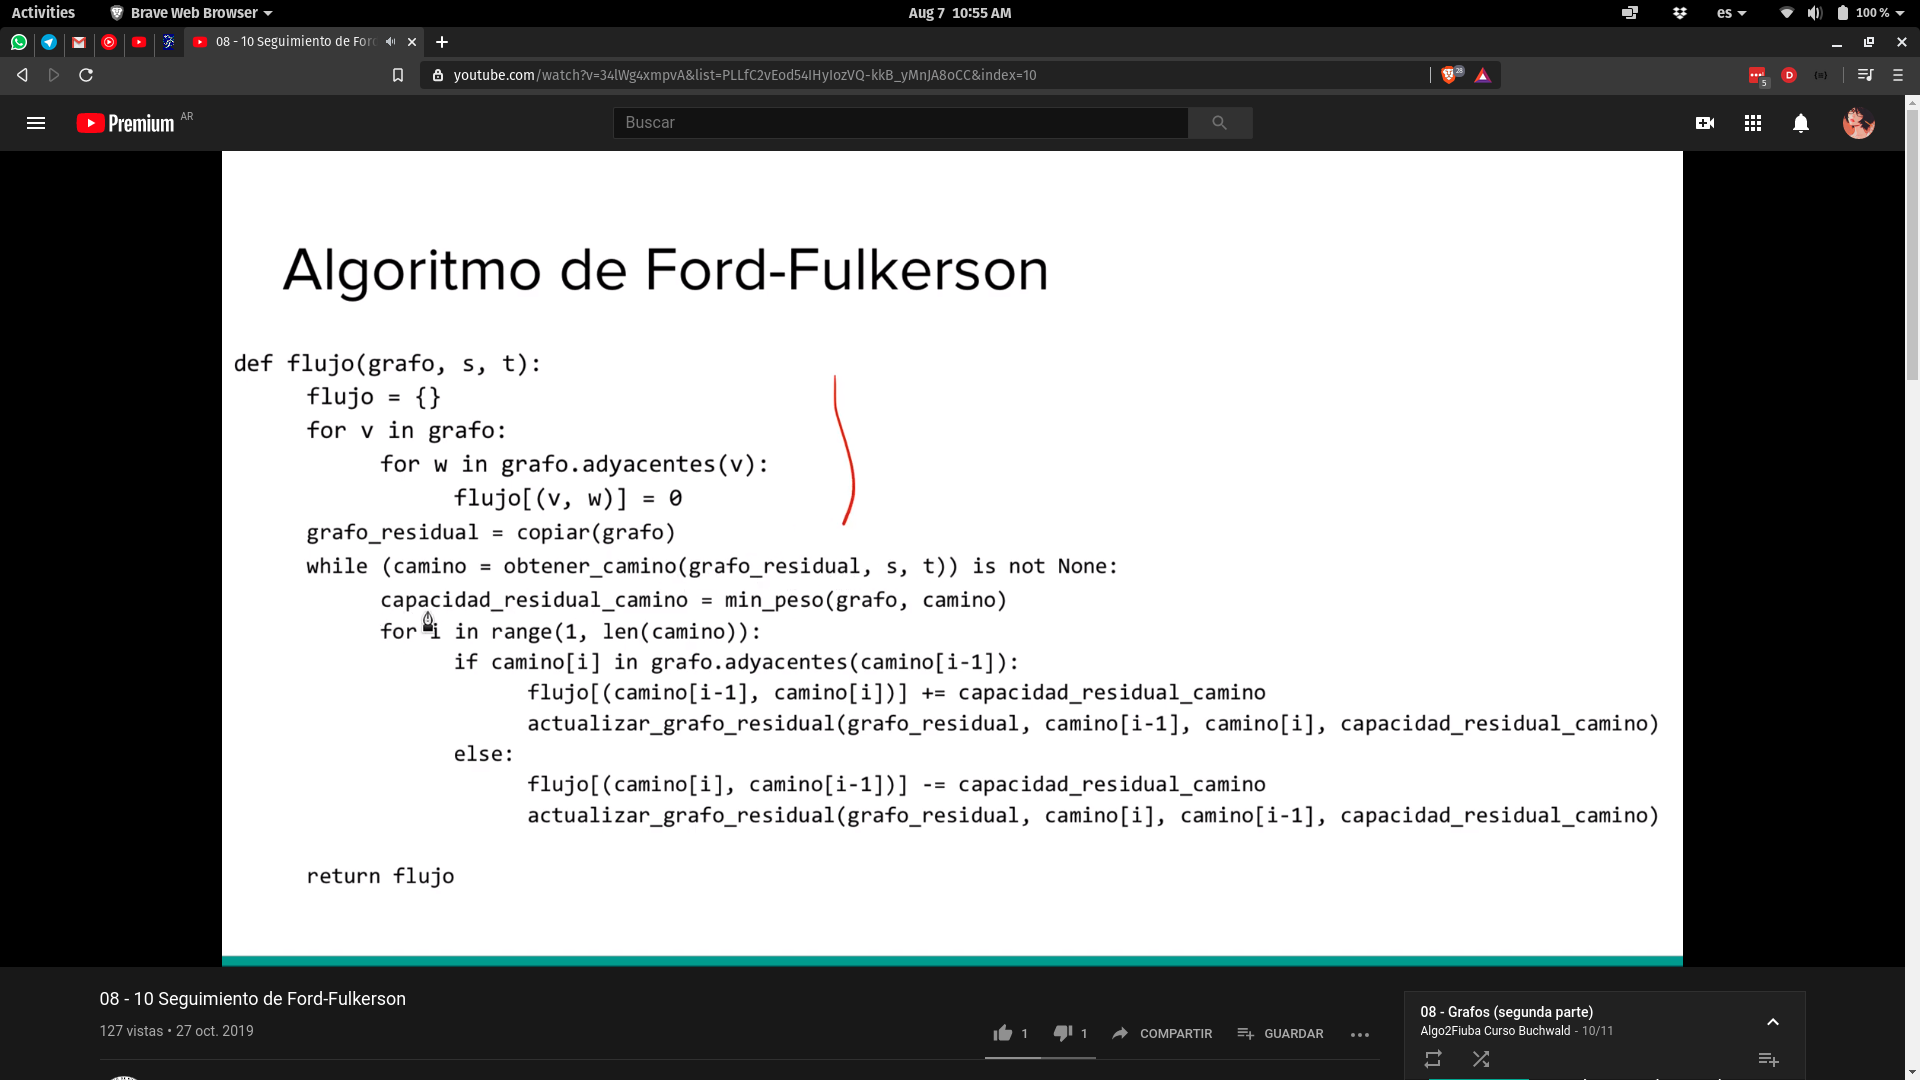 Activities
Brave Web Browser
Aug 7 10:55 AM
es
100 %
08 - 10 Seguimiento de For
youtube.com/watch?v=34lWg4xmpvA&list=PLLfC2vEod54IHyIozVQ-kkB_yMnJA8oCC&index=10
28
5
D
Premium AR
Buscar
Algoritmo de Ford-Fulkerson
def flujo(grafo, s, t):
flujo = {}
for v in grafo:
for w in grafo.adyacentes(v):
flujo[(v, w)] = 0
grafo_residual = copiar(grafo)
while (camino = obtener_camino(grafo_residual, s, t)) is not None:
capacidad_residual_camino = min_peso(grafo, camino)
for i in range(1, len(camino)):
if camino[i] in grafo.adyacentes(camino[i-1]):
flujo[(camino[i-1], camino[i])] += capacidad_residual_camino
actualizar_grafo_residual(grafo_residual, camino[i-1], camino[i], capacidad_residual_camino)
else:
flujo[(camino[i], camino[i-1])] -= capacidad_residual_camino
actualizar_grafo_residual(grafo_residual, camino[i], camino[i-1], capacidad_residual_camino)
return flujo
08 - 10 Seguimiento de Ford-Fulkerson
127 vistas • 27 oct. 2019
1
1
COMPARTIR
GUARDAR
08 - Grafos (segunda parte)
Algo2Fiuba Curso Buchwald - 10/11